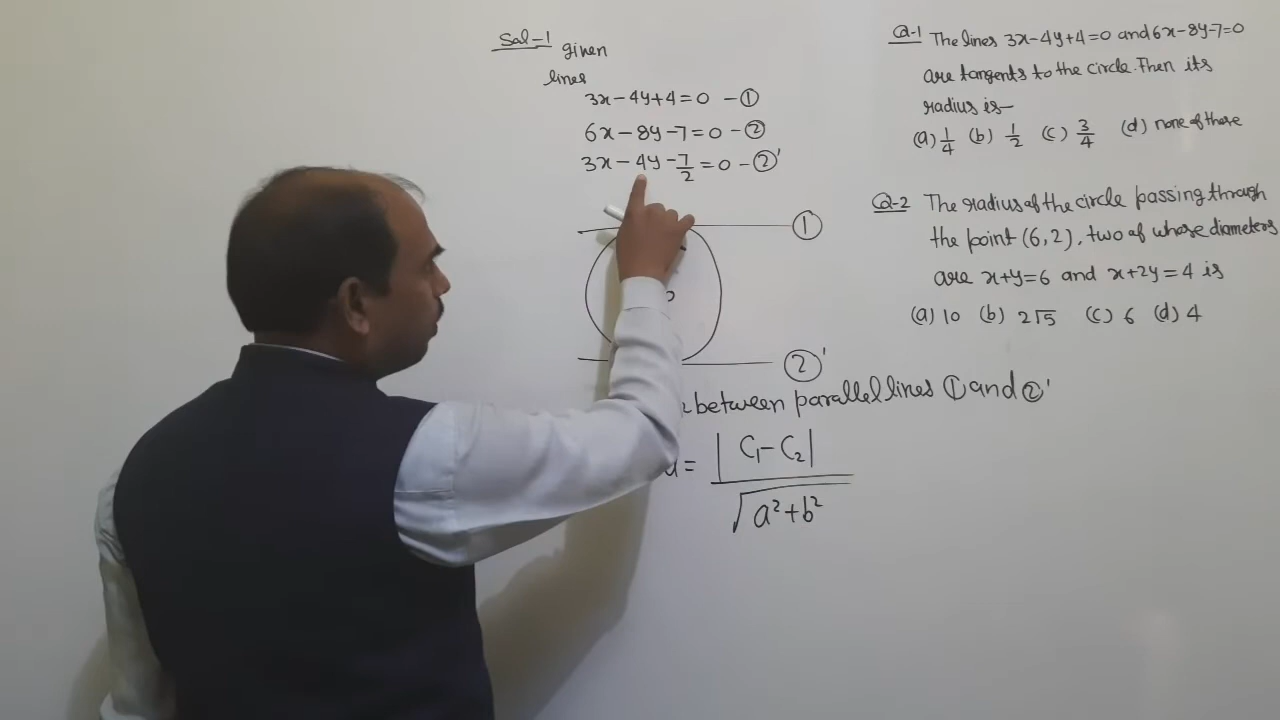 Sol-1 given
lines
3x-4y+4=0 -①
6x-8y-7=0 -②
3x-4y-7/2=0 -②'
①
②'
between parallel lines ① and ②'
d = |C₁-C₂| / √a²+b²
Q-1 The lines 3x-4y+4=0 and 6x-8y-7=0
are tangents to the circle. Then its
radius is-
(a) 1/4 (b) 1/2 (c) 3/4 (d) none of these
Q-2 The radius of the circle passing through
the point (6,2), two of whose diameters
are x+y=6 and x+2y=4 is
(a) 10 (b) 2√5 (c) 6 (d) 4